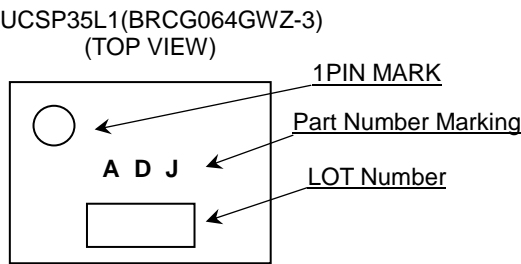 UCSP35L1(BRCG064GWZ-3)
(TOP VIEW)
1PIN MARK
Part Number Marking
A D J
LOT Number